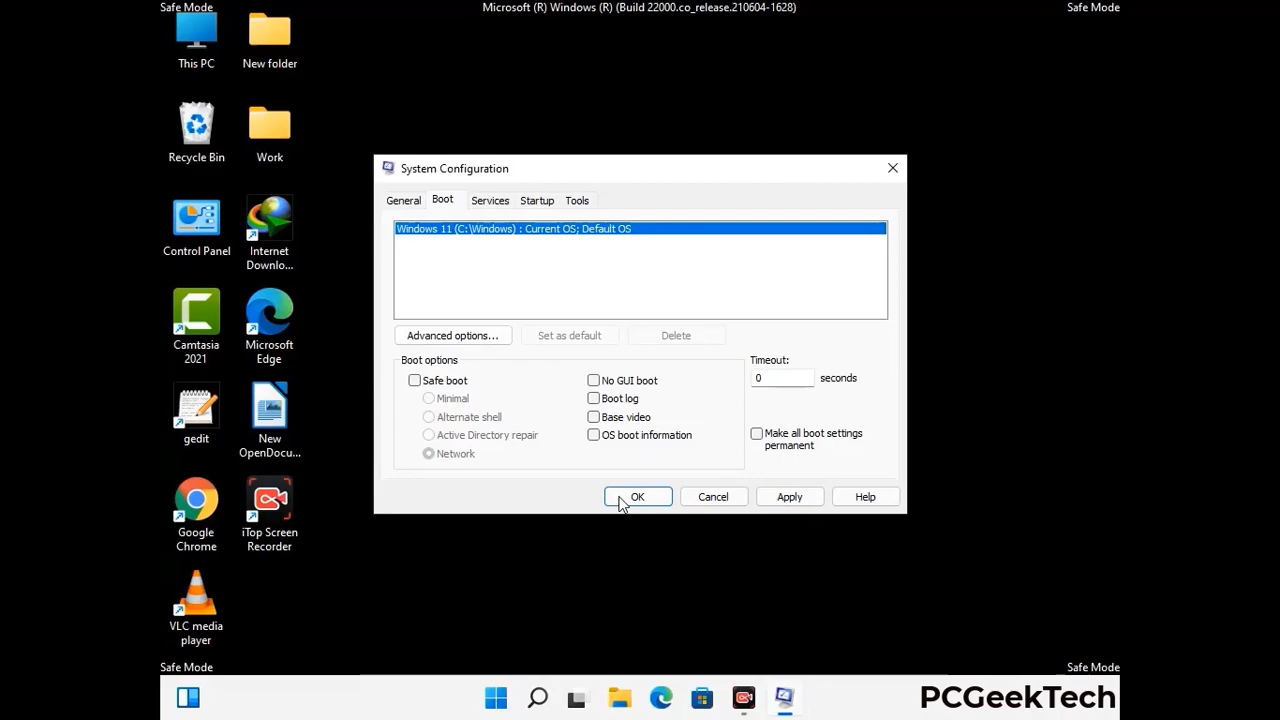 Safe Mode
Microsoft (R) Windows (R) (Build 22000.co_release.210604-1628)
Safe Mode
This PC
New folder
Recycle Bin
Work
Control Panel
Internet
Downlo...
Camtasia
2021
Microsoft
Edge
gedit
New
OpenDocu...
Google
Chrome
iTop Screen
Recorder
VLC media
player
System Configuration
General
Boot
Services
Startup
Tools
Windows 11 (C:\Windows) : Current OS; Default OS
Advanced options...
Set as default
Delete
Boot options
Safe boot
Minimal
Alternate shell
Active Directory repair
Network
No GUI boot
Boot log
Base video
OS boot information
Timeout:
0 seconds
Make all boot settings
permanent
OK
Cancel
Apply
Help
Safe Mode
Safe Mode
PCGeekTech